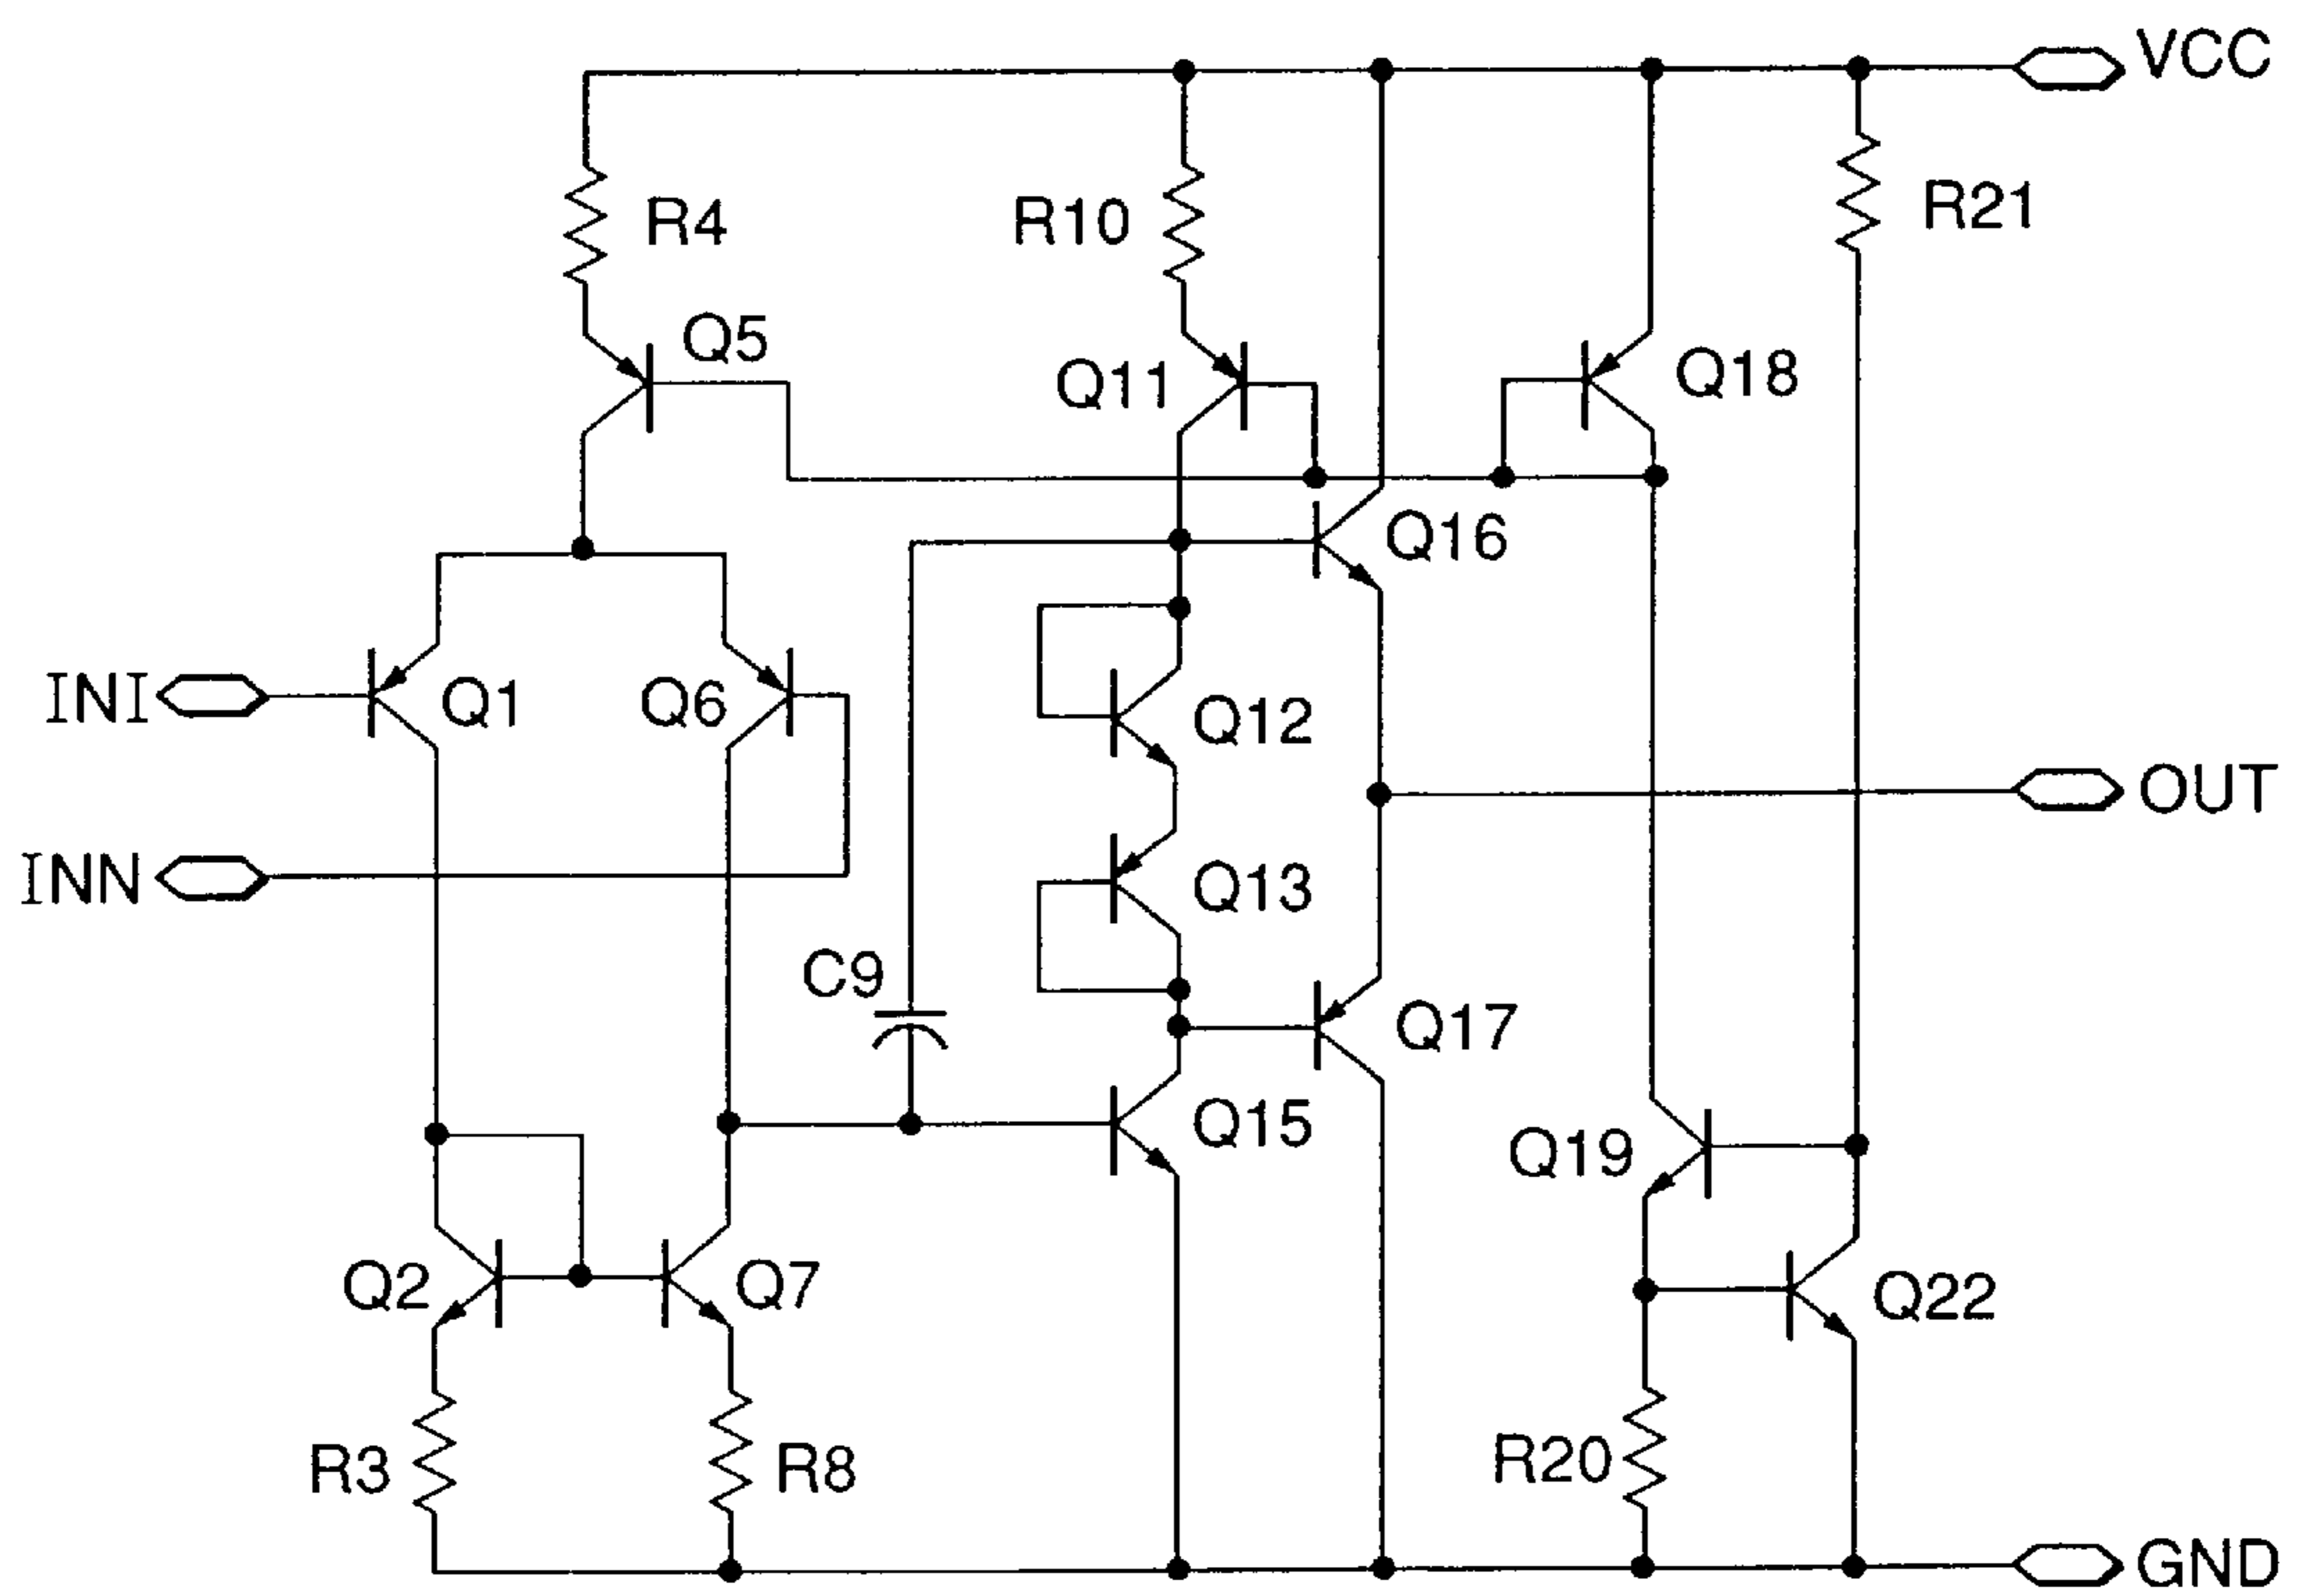 VCC
R4
R10
R21
Q5
Q11
Q18
Q16
INI
Q1
Q6
Q12
OUT
INN
Q13
C9
Q17
Q15
Q19
Q2
Q7
Q22
R3
R8
R20
GND